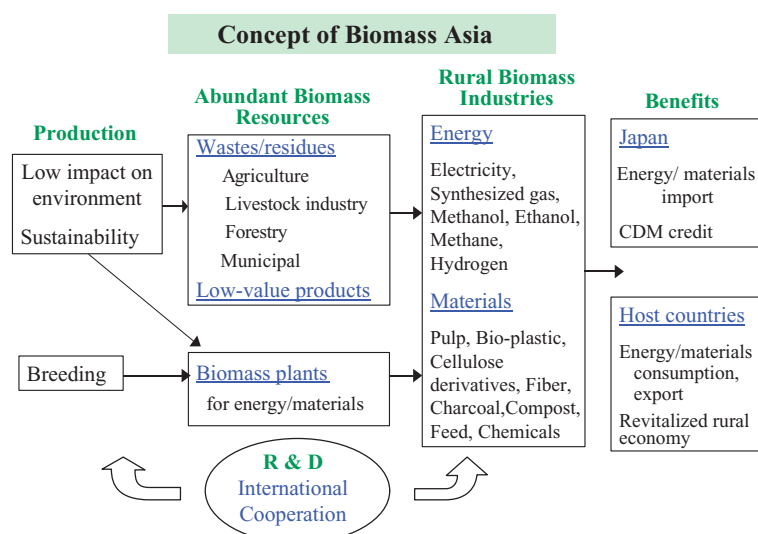 Concept of Biomass Asia
Production
Low impact on
environment
Sustainability
Breeding
Abundant Biomass
Resources
Wastes/residues
Agriculture
Livestock industry
Forestry
Municipal
Low-value products
Biomass plants
for energy/materials
Rural Biomass
Industries
Energy
Electricity,
Synthesized gas,
Methanol, Ethanol,
Methane,
Hydrogen
Materials
Pulp, Bio-plastic,
Cellulose
derivatives, Fiber,
Charcoal,Compost,
Feed, Chemicals
Benefits
Japan
Energy/ materials
import
CDM credit
Host countries
Energy/materials
consumption,
export
Revitalized rural
economy
R & D
International
Cooperation